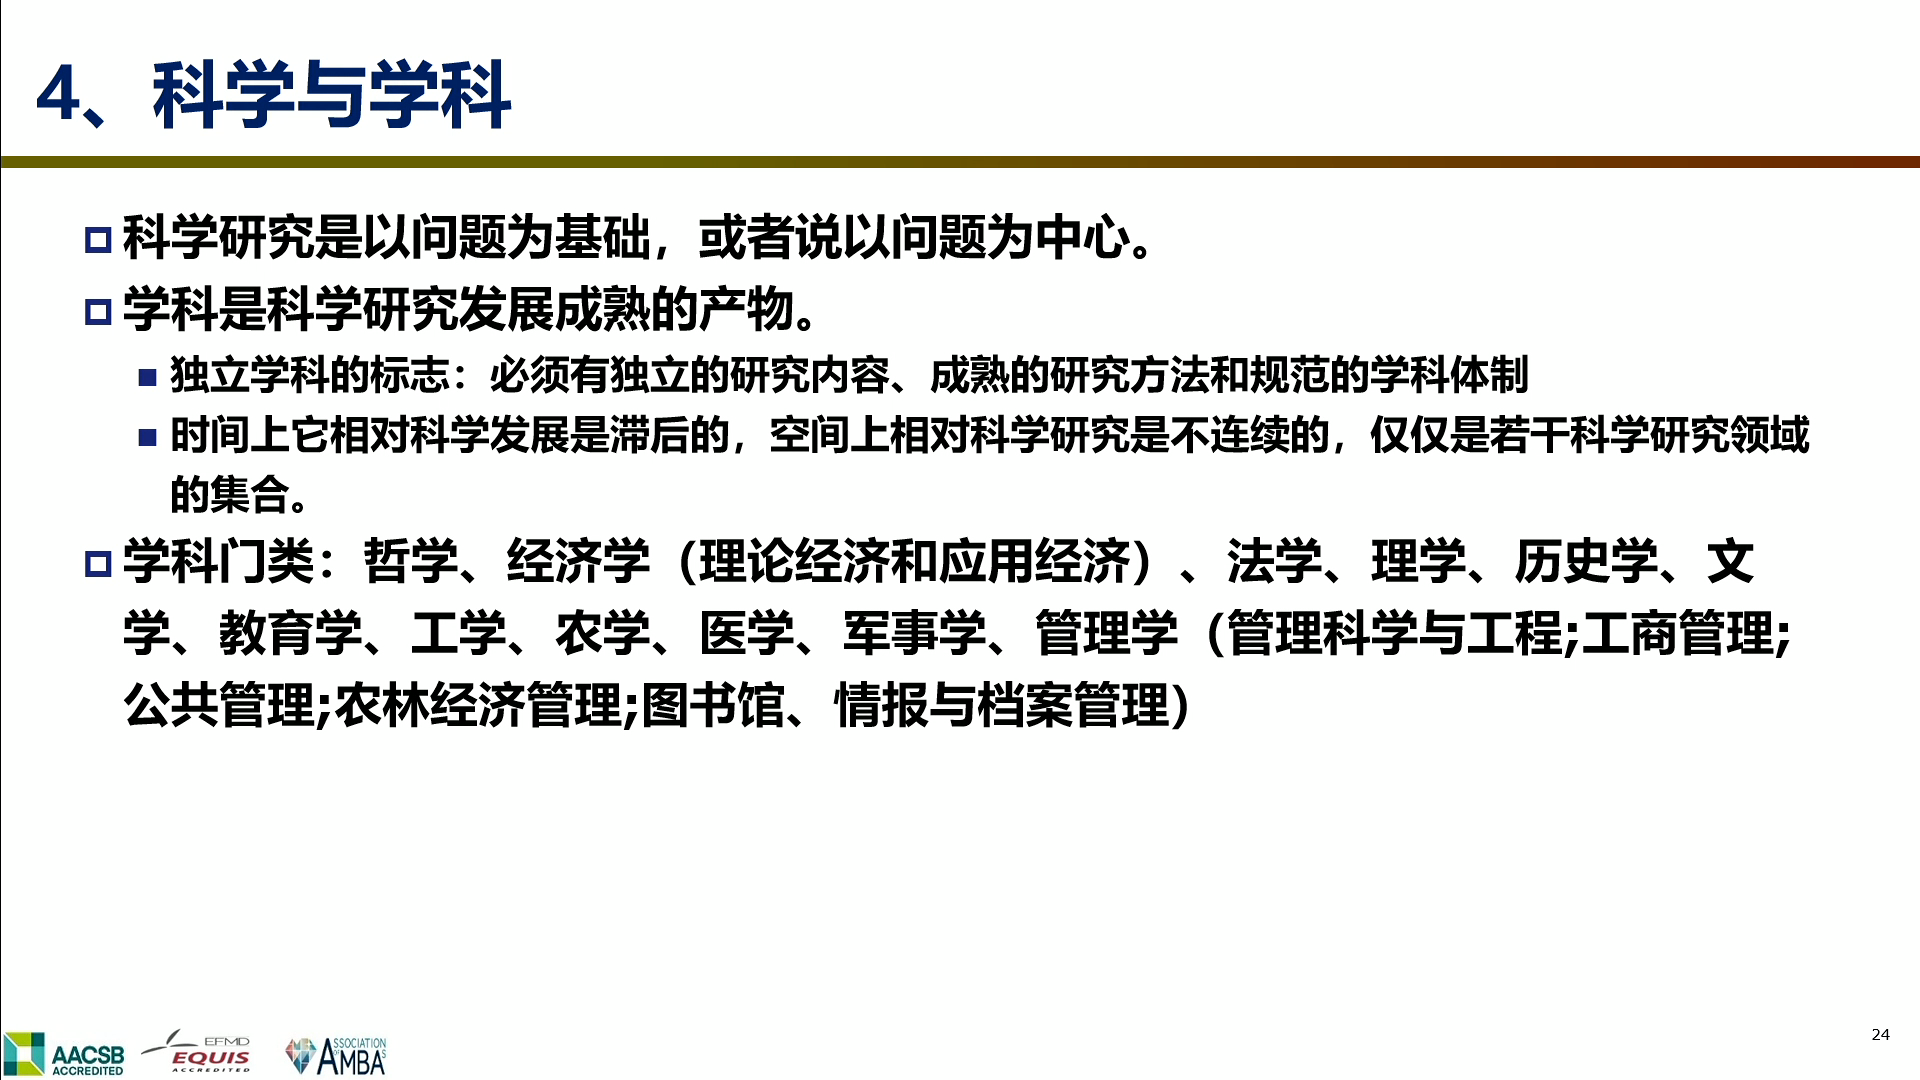 4、科学与学科
科学研究是以问题为基础，或者说以问题为中心。
学科是科学研究发展成熟的产物。
独立学科的标志：必须有独立的研究内容、成熟的研究方法和规范的学科体制
时间上它相对科学发展是滞后的，空间上相对科学研究是不连续的，仅仅是若干科学研究领域
的集合。
学科门类：哲学、经济学（理论经济和应用经济）、法学、理学、历史学、文
学、教育学、工学、农学、医学、军事学、管理学（管理科学与工程;工商管理;
公共管理;农林经济管理;图书馆、情报与档案管理）
AACSB
ACCREDITED
EFMD
EQUIS
ACCREDITED
ASSOCIATION
OF
AMBAS
24